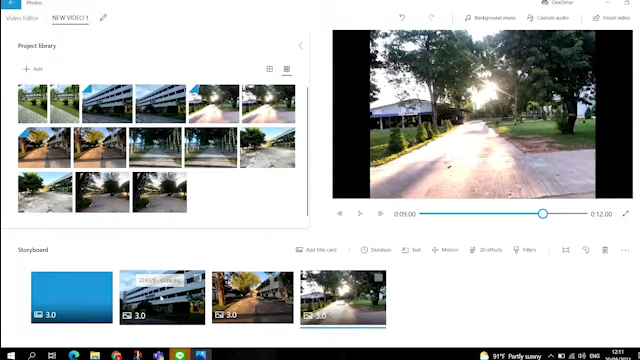 Photos
OneDrive
Video Editor NEW VIDEO 1
Background music Custom audio Finish video
Project library
Add
0:09.00 0:12.00
Storyboard
Add title card Duration Text Motion 3D effects Filters
3.0 3.0 3.0 3.0
91°F Partly sunny
12:11